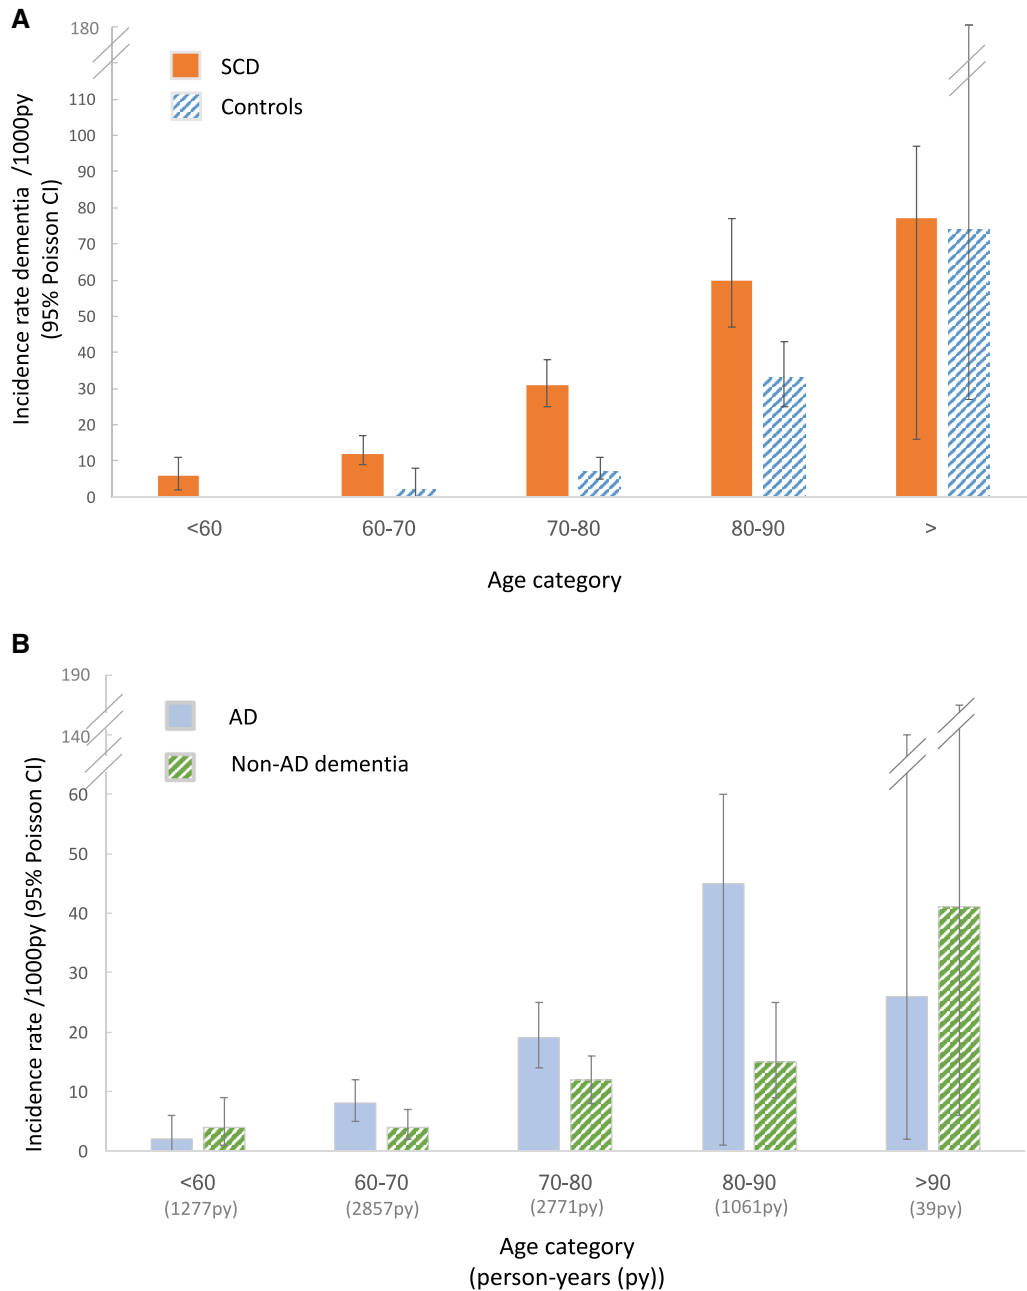 A
180
110
100
90
80
70
60
50
40
30
20
10
0
Incidence rate dementia /1000py
(95% Poisson CI)
SCD
Controls
<60 60-70 70-80 80-90 >
Age category
B
190
140
60
50
40
30
20
10
0
Incidence rate /1000py (95% Poisson CI)
AD
Non-AD dementia
<60 60-70 70-80 80-90 >90
(1277py) (2857py) (2771py) (1061py) (39py)
Age category
(person-years (py))